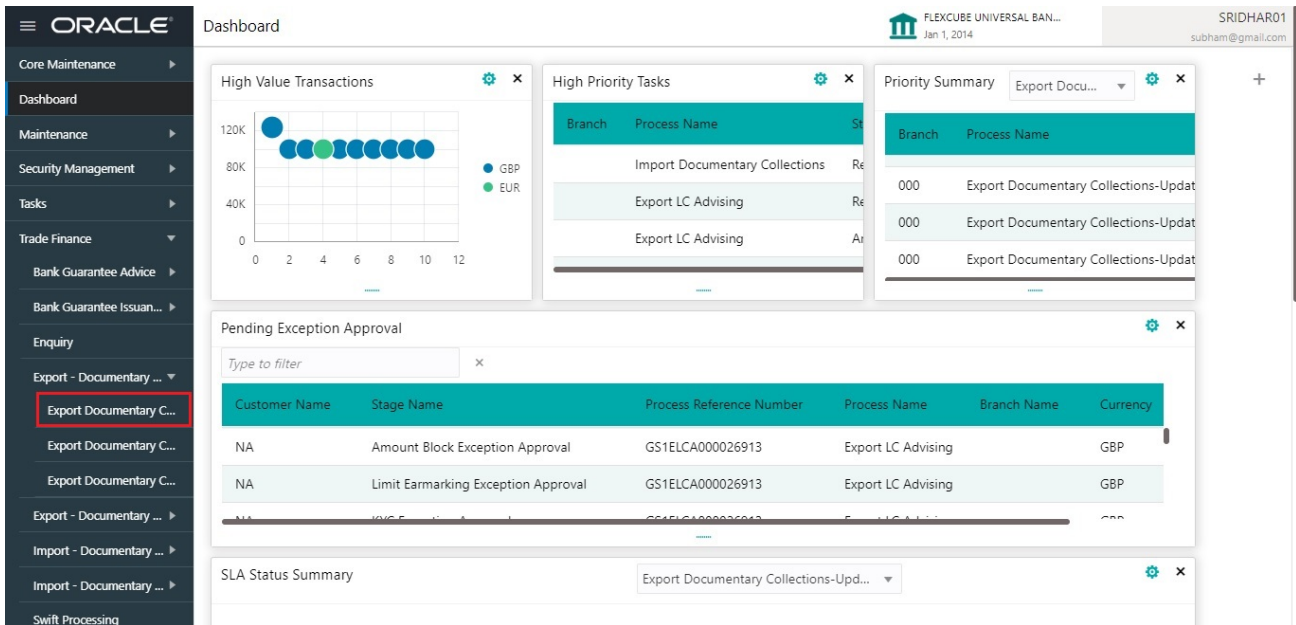 ORACLE
Dashboard
FLEXCUBE UNIVERSAL BAN...
Jan 1, 2014
SRIDHAR01
subham@gmail.com
Core Maintenance
Dashboard
Maintenance
Security Management
Tasks
Trade Finance
Bank Guarantee Advice
Bank Guarantee Issuan...
Enquiry
Export - Documentary ...
Export Documentary C...
Export Documentary C...
Export Documentary C...
Export - Documentary ...
Import - Documentary ...
Import - Documentary ...
Swift Processing
High Value Transactions
120K
80K
40K
0
0 2 4 6 8 10 12
GBP
EUR
High Priority Tasks
Branch Process Name St
Import Documentary Collections Re
Export LC Advising Re
Export LC Advising Ar
Priority Summary Export Docu...
Branch Process Name
000 Export Documentary Collections-Updat
000 Export Documentary Collections-Updat
000 Export Documentary Collections-Updat
Pending Exception Approval
Type to filter
Customer Name Stage Name Process Reference Number Process Name Branch Name Currency
NA Amount Block Exception Approval GS1ELCA000026913 Export LC Advising GBP
NA Limit Earmarking Exception Approval GS1ELCA000026913 Export LC Advising GBP
SLA Status Summary Export Documentary Collections-Upd...